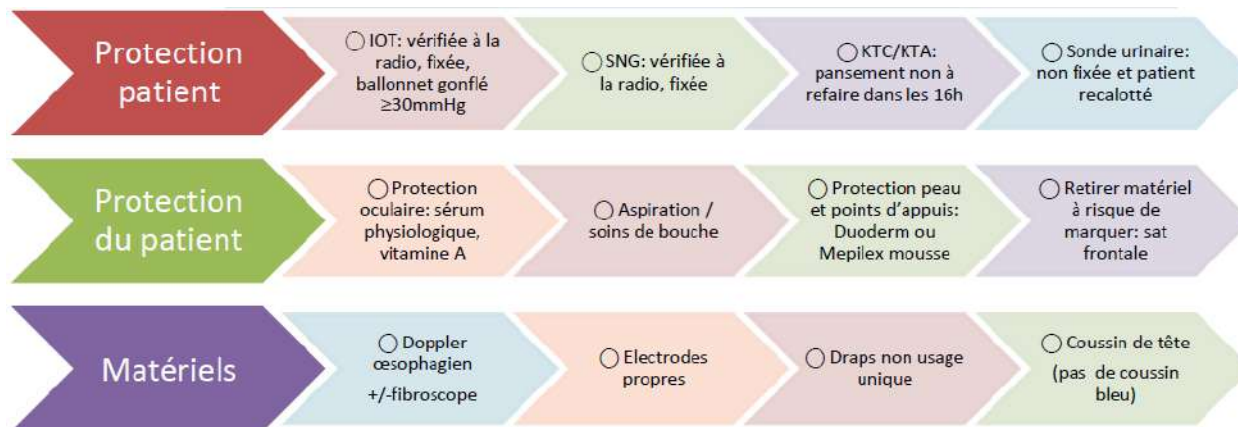 Protection
patient
○ IOT: vérifiée à la
radio, fixée,
ballonnet gonflé
≥30mmHg
○ SNG: vérifiée à
la radio, fixée
○ KTC/KTA:
pansement non à
refaire dans les 16h
○ Sonde urinaire:
non fixée et patient
recalotté
Protection
du patient
○ Protection
oculaire: sérum
physiologique,
vitamine A
○ Aspiration /
soins de bouche
○ Protection peau
et points d'appuis:
Duoderm ou
Mepilex mousse
○ Retirer matériel
à risque de
marquer: sat
frontale
Matériels
○ Doppler
œsophagien
+/-fibroscope
○ Electrodes
propres
○ Draps non usage
unique
○ Coussin de tête
(pas de coussin
bleu)